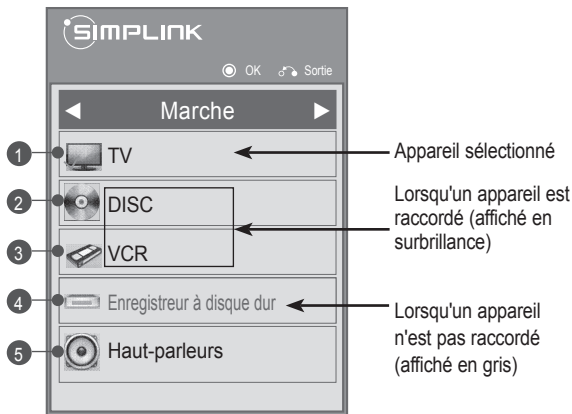 SIMPLINK
OK Sortie
Marche
1 TV
Appareil sélectionné
2 DISC
Lorsqu'un appareil est
raccordé (affiché en
surbrillance)
3 VCR
4 Enregistreur à disque dur
Lorsqu'un appareil
n'est pas raccordé
(affiché en gris)
5 Haut-parleurs